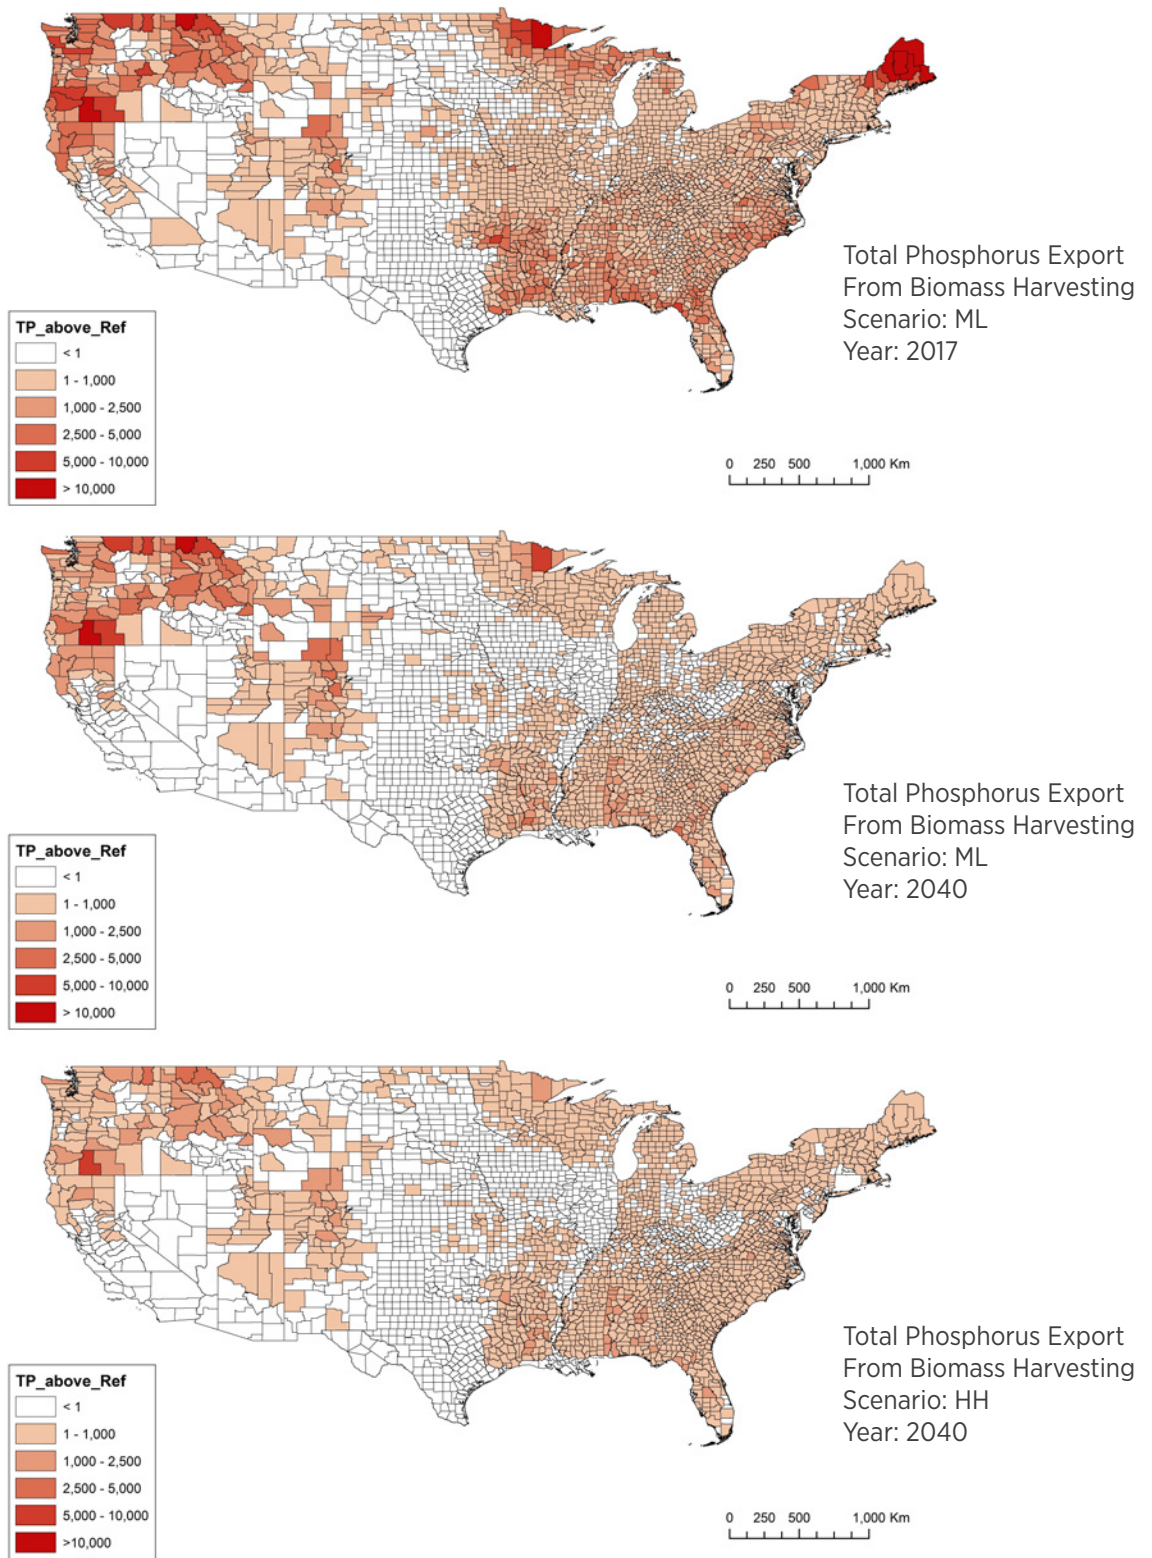 Total Phosphorus Export
From Biomass Harvesting
Scenario: ML
Year: 2017
TP_above_Ref
< 1
1 - 1,000
1,000 - 2,500
2,500 - 5,000
5,000 - 10,000
> 10,000
0 250 500 1,000 Km
Total Phosphorus Export
From Biomass Harvesting
Scenario: ML
Year: 2040
TP_above_Ref
< 1
1 - 1,000
1,000 - 2,500
2,500 - 5,000
5,000 - 10,000
> 10,000
0 250 500 1,000 Km
Total Phosphorus Export
From Biomass Harvesting
Scenario: HH
Year: 2040
TP_above_Ref
< 1
1 - 1,000
1,000 - 2,500
2,500 - 5,000
5,000 - 10,000
>10,000
0 250 500 1,000 Km